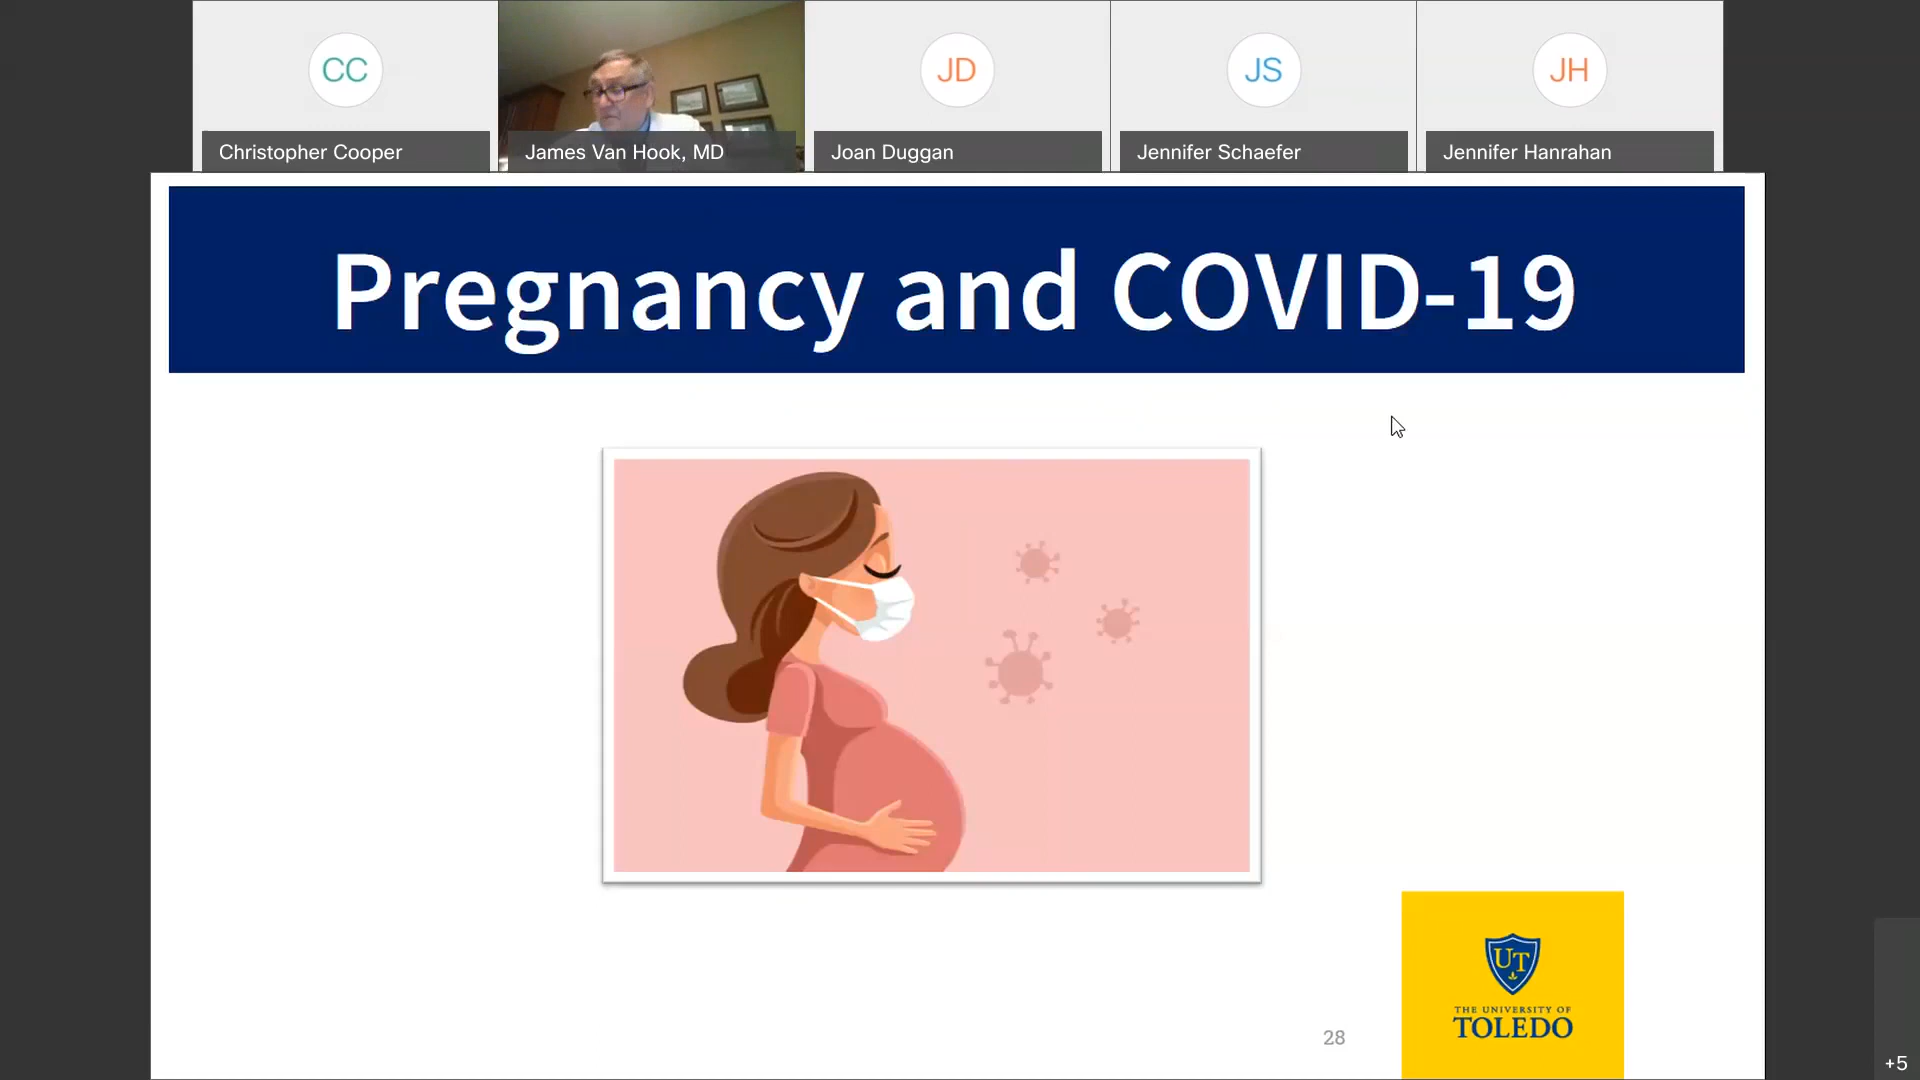 CC
JD
JS
JH
Christopher Cooper
James Van Hook, MD
Joan Duggan
Jennifer Schaefer
Jennifer Hanrahan
Pregnancy and COVID-19
UT
THE UNIVERSITY OF
TOLEDO
28
+5